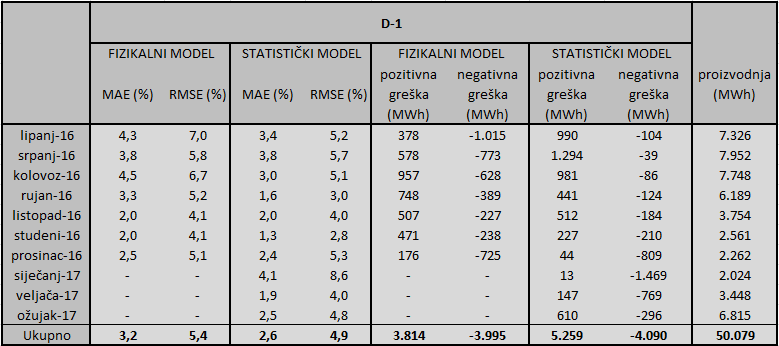 D-1
FIZIKALNI MODEL STATISTIČKI MODEL FIZIKALNI MODEL STATISTIČKI MODEL
MAE (%) RMSE (%) MAE (%) RMSE (%) pozitivna greška (MWh) negativna greška (MWh) pozitivna greška (MWh) negativna greška (MWh) proizvodnja (MWh)
lipanj-16 4,3 7,0 3,4 5,2 378 -1.015 990 -104 7.326
srpanj-16 3,8 5,8 3,8 5,7 578 -773 1.294 -39 7.952
kolovoz-16 4,5 6,7 3,0 5,1 957 -628 981 -86 7.748
rujan-16 3,3 5,2 1,6 3,0 748 -389 441 -124 6.189
listopad-16 2,0 4,1 2,0 4,0 507 -227 512 -184 3.754
studeni-16 2,0 4,1 1,3 2,8 471 -238 227 -210 2.561
prosinac-16 2,5 5,1 2,4 5,3 176 -725 44 -809 2.262
siječanj-17 - - 4,1 8,6 - - 13 -1.469 2.024
veljača-17 - - 1,9 4,0 - - 147 -769 3.448
ožujak-17 - - 2,5 4,8 - - 610 -296 6.815
Ukupno 3,2 5,4 2,6 4,9 3.814 -3.995 5.259 -4.090 50.079